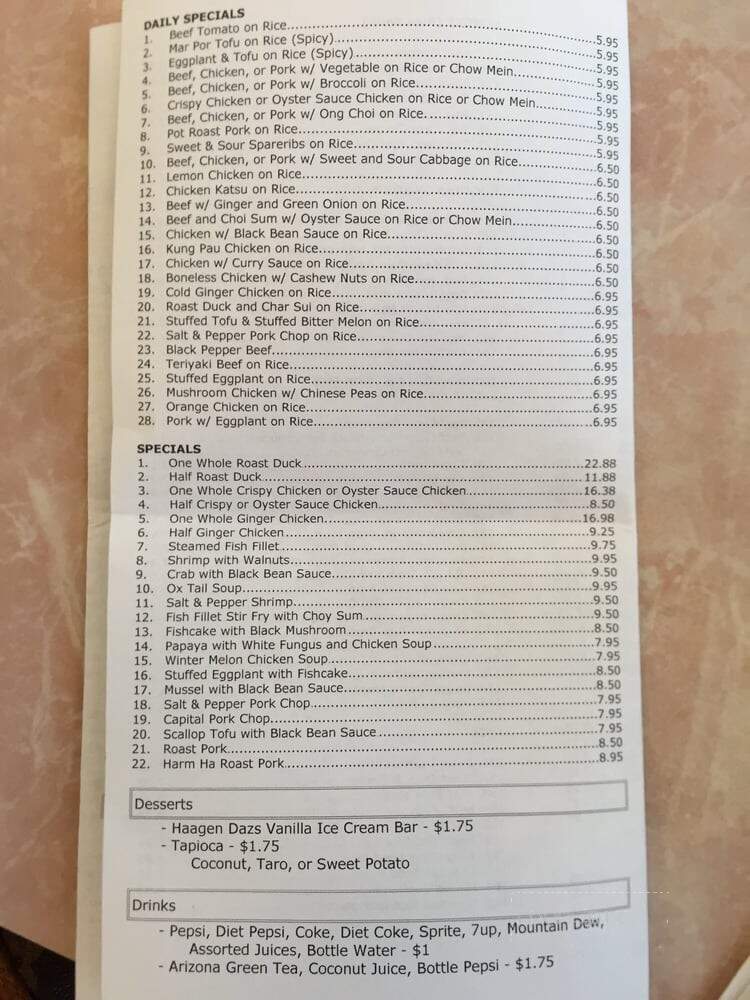 DAILY SPECIALS
1. Beef Tomato on Rice....5.95
2. Mar Por Tofu on Rice (Spicy)....5.95
3. Eggplant & Tofu on Rice (Spicy)....5.95
4. Beef, Chicken, or Pork w/ Vegetable on Rice or Chow Mein....5.95
5. Beef, Chicken, or Pork w/ Broccoli on Rice....5.95
6. Crispy Chicken or Oyster Sauce Chicken on Rice or Chow Mein....5.95
7. Beef, Chicken, or Pork w/ Ong Choi on Rice....5.95
8. Pot Roast Pork on Rice....5.95
9. Sweet & Sour Spareribs on Rice....5.95
10. Beef, Chicken, or Pork w/ Sweet and Sour Cabbage on Rice....6.50
11. Lemon Chicken on Rice....6.50
12. Chicken Katsu on Rice....6.50
13. Beef w/ Ginger and Green Onion on Rice....6.50
14. Beef and Choi Sum w/ Oyster Sauce on Rice or Chow Mein....6.50
15. Chicken w/ Black Bean Sauce on Rice....6.50
16. Kung Pau Chicken on Rice....6.50
17. Chicken w/ Curry Sauce on Rice....6.50
18. Boneless Chicken w/ Cashew Nuts on Rice....6.50
19. Cold Ginger Chicken on Rice....6.95
20. Roast Duck and Char Sui on Rice....6.95
21. Stuffed Tofu & Stuffed Bitter Melon on Rice....6.95
22. Salt & Pepper Pork Chop on Rice....6.95
23. Black Pepper Beef....6.95
24. Teriyaki Beef on Rice....6.95
25. Stuffed Eggplant on Rice....6.95
26. Mushroom Chicken w/ Chinese Peas on Rice....6.95
27. Orange Chicken on Rice....6.95
28. Pork w/ Eggplant on Rice....6.95
SPECIALS
1. One Whole Roast Duck....22.88
2. Half Roast Duck....11.88
3. One Whole Crispy Chicken or Oyster Sauce Chicken....16.38
4. Half Crispy or Oyster Sauce Chicken....8.50
5. One Whole Ginger Chicken....16.98
6. Half Ginger Chicken....9.25
7. Steamed Fish Fillet....9.75
8. Shrimp with Walnuts....9.95
9. Crab with Black Bean Sauce....9.50
10. Ox Tail Soup....9.95
11. Salt & Pepper Shrimp....9.50
12. Fish Fillet Stir Fry with Choy Sum....9.50
13. Fishcake with Black Mushroom....8.50
14. Papaya with White Fungus and Chicken Soup....7.95
15. Winter Melon Chicken Soup....7.95
16. Stuffed Eggplant with Fishcake....8.50
17. Mussel with Black Bean Sauce....8.50
18. Salt & Pepper Pork Chop....7.95
19. Capital Pork Chop....7.95
20. Scallop Tofu with Black Bean Sauce....7.95
21. Roast Pork....8.50
22. Harm Ha Roast Pork....8.95
Desserts
- Haagen Dazs Vanilla Ice Cream Bar - $1.75
- Tapioca - $1.75
Coconut, Taro, or Sweet Potato
Drinks
- Pepsi, Diet Pepsi, Coke, Diet Coke, Sprite, 7up, Mountain Dew,
Assorted Juices, Bottle Water - $1
- Arizona Green Tea, Coconut Juice, Bottle Pepsi - $1.75